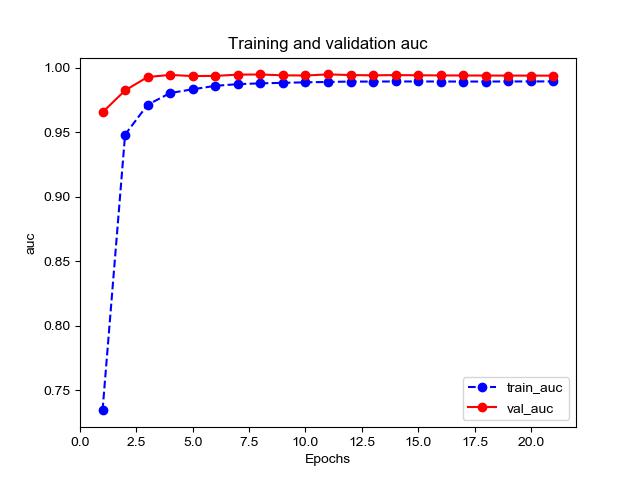 Training and validation auc
1.00
0.95
0.90
0.85
0.80
0.75
auc
0.0 2.5 5.0 7.5 10.0 12.5 15.0 17.5 20.0
Epochs
train_auc
val_auc